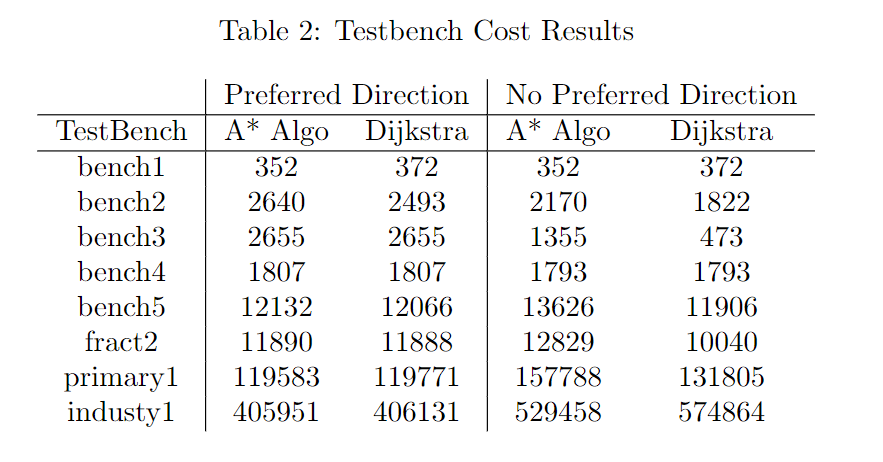 Table 2: Testbench Cost Results
Preferred Direction No Preferred Direction
TestBench A* Algo Dijkstra A* Algo Dijkstra
bench1 352 372 352 372
bench2 2640 2493 2170 1822
bench3 2655 2655 1355 473
bench4 1807 1807 1793 1793
bench5 12132 12066 13626 11906
fract2 11890 11888 12829 10040
primary1 119583 119771 157788 131805
industy1 405951 406131 529458 574864